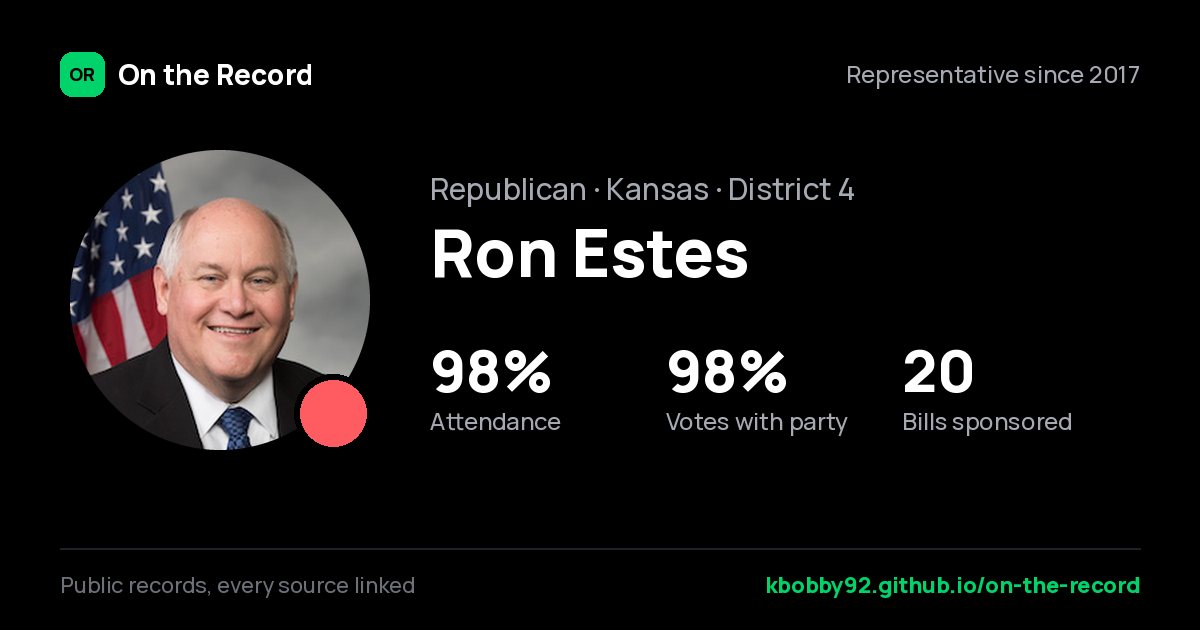 OR On the Record
Representative since 2017
Republican · Kansas · District 4
Ron Estes
98% 98% 20
Attendance Votes with party Bills sponsored
Public records, every source linked
kbobby92.github.io/on-the-record